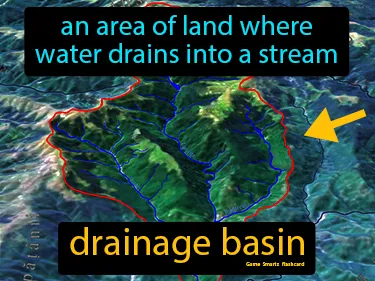 an area of land where
water drains into a stream
drainage basin
Game Smartz flashcard